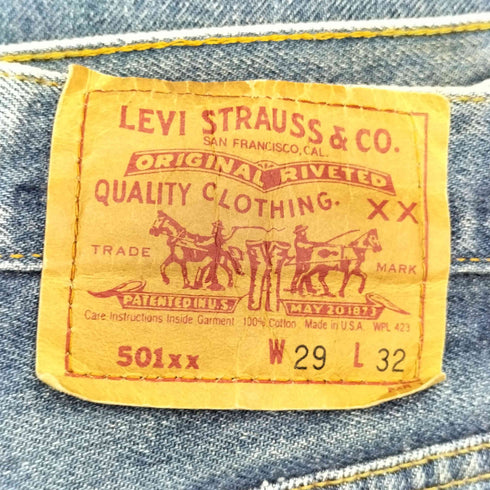 LEVI STRAUSS & CO.
SAN FRANCISCO, CAL.
ORIGINAL RIVETED
QUALITY CLOTHING. XX
TRADE MARK
PATENTED IN U.S. MAY 20 1873
Care Instructions Inside Garment 100% Cotton Made in U.S.A. WPL 423
501xx W 29 L 32